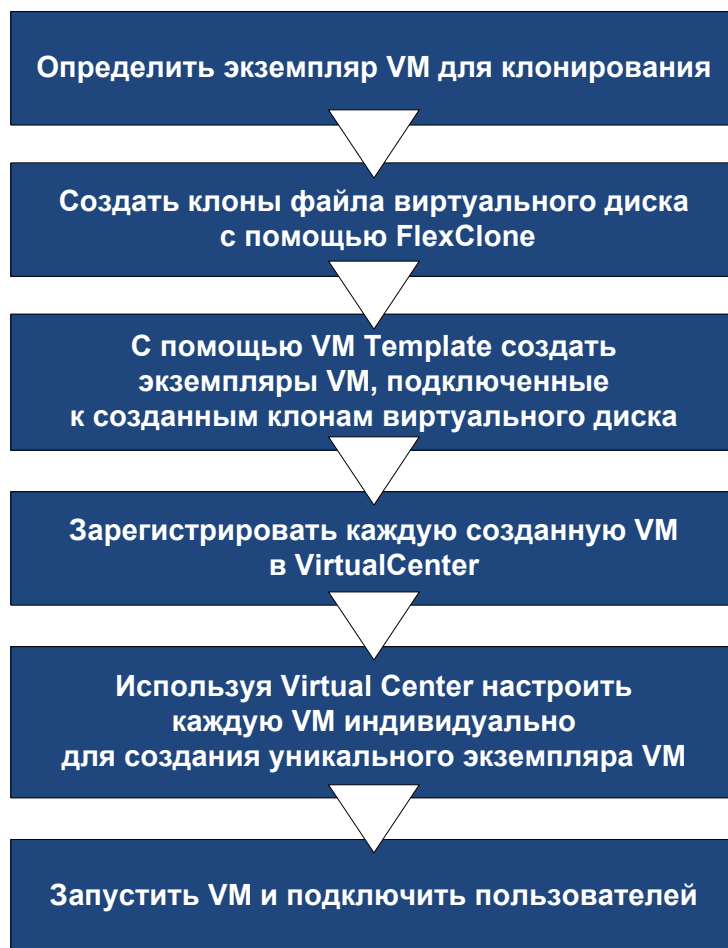 Определить экземпляр VM для клонирования
Создать клоны файла виртуального диска
с помощью FlexClone
С помощью VM Template создать
экземпляры VM, подключенные
к созданным клонам виртуального диска
Зарегистрировать каждую созданную VM
в VirtualCenter
Используя Virtual Center настроить
каждую VM индивидуально
для создания уникального экземпляра VM
Запустить VM и подключить пользователей